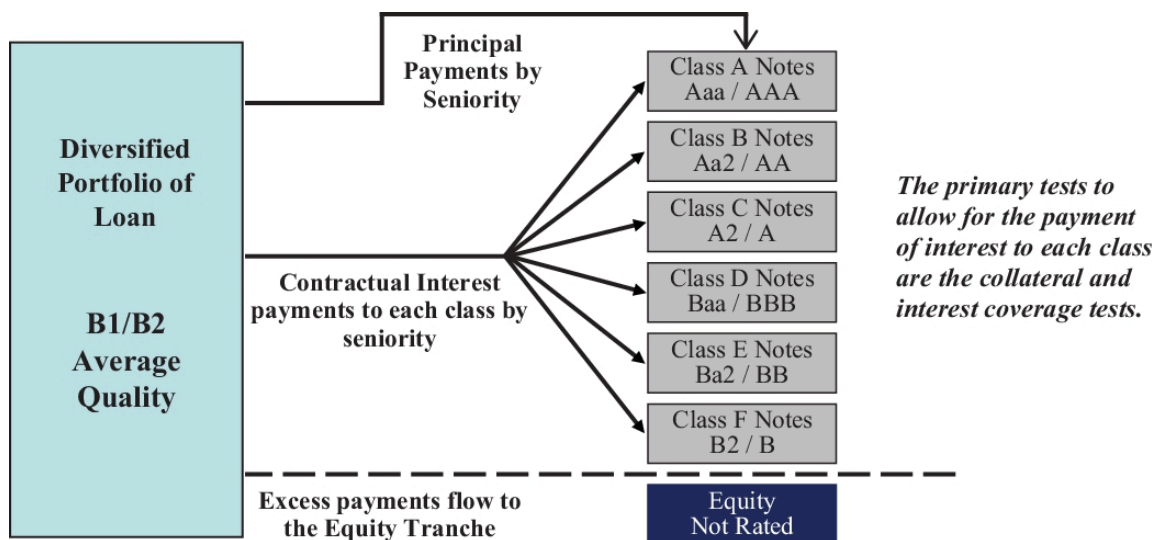 Diversified
Portfolio of
Loan
B1/B2
Average
Quality
Principal
Payments by
Seniority
Contractual Interest
payments to each class by
seniority
Class A Notes
Aaa / AAA
Class B Notes
Aa2 / AA
Class C Notes
A2 / A
Class D Notes
Baa / BBB
Class E Notes
Ba2 / BB
Class F Notes
B2 / B
The primary tests to
allow for the payment
of interest to each class
are the collateral and
interest coverage tests.
Excess payments flow to
the Equity Tranche
Equity
Not Rated